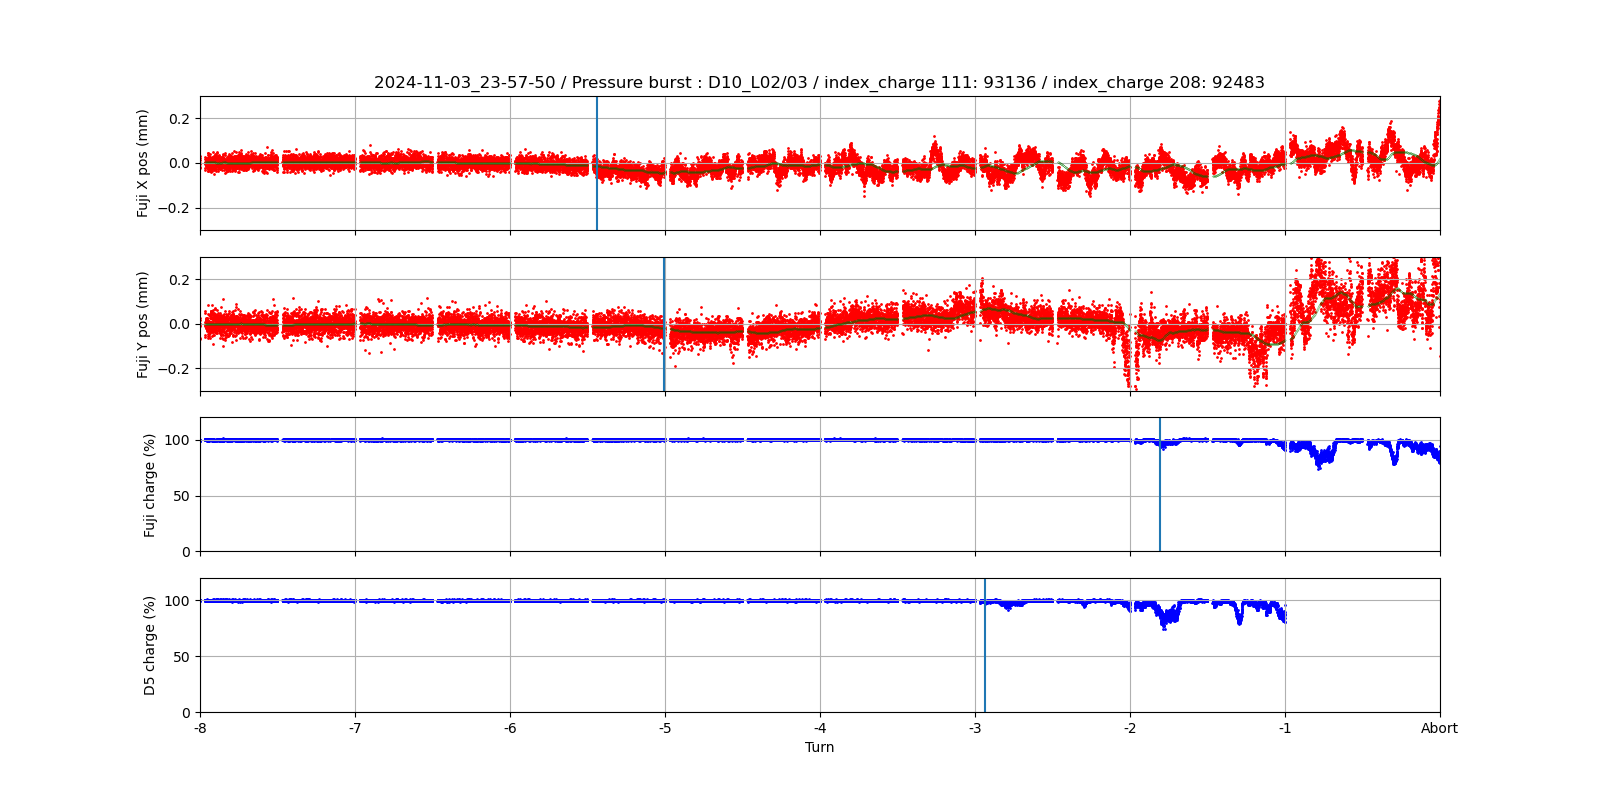 2024-11-03_23-57-50 / Pressure burst : D10_L02/03 / index_charge 111: 93136 / index_charge 208: 92483
Fuji X pos (mm)
0.2
0.0
−0.2
Fuji Y pos (mm)
0.2
0.0
−0.2
Fuji charge (%)
100
50
0
D5 charge (%)
100
50
0
-8 -7 -6 -5 -4 -3 -2 -1 Abort
Turn